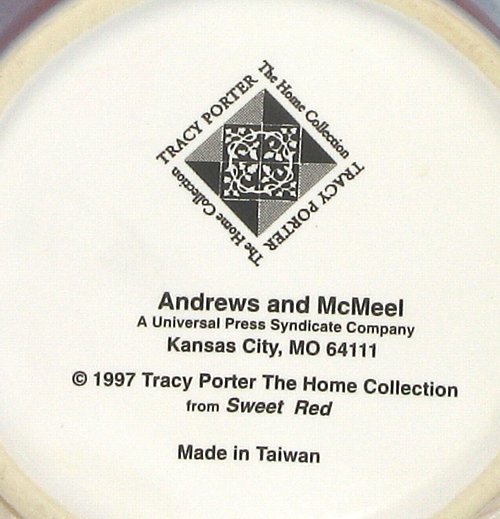 TRACY PORTER
The Home Collection
TRACY PORTER
The Home Collection
Andrews and McMeel
A Universal Press Syndicate Company
Kansas City, MO 64111
© 1997 Tracy Porter The Home Collection
from Sweet Red
Made in Taiwan